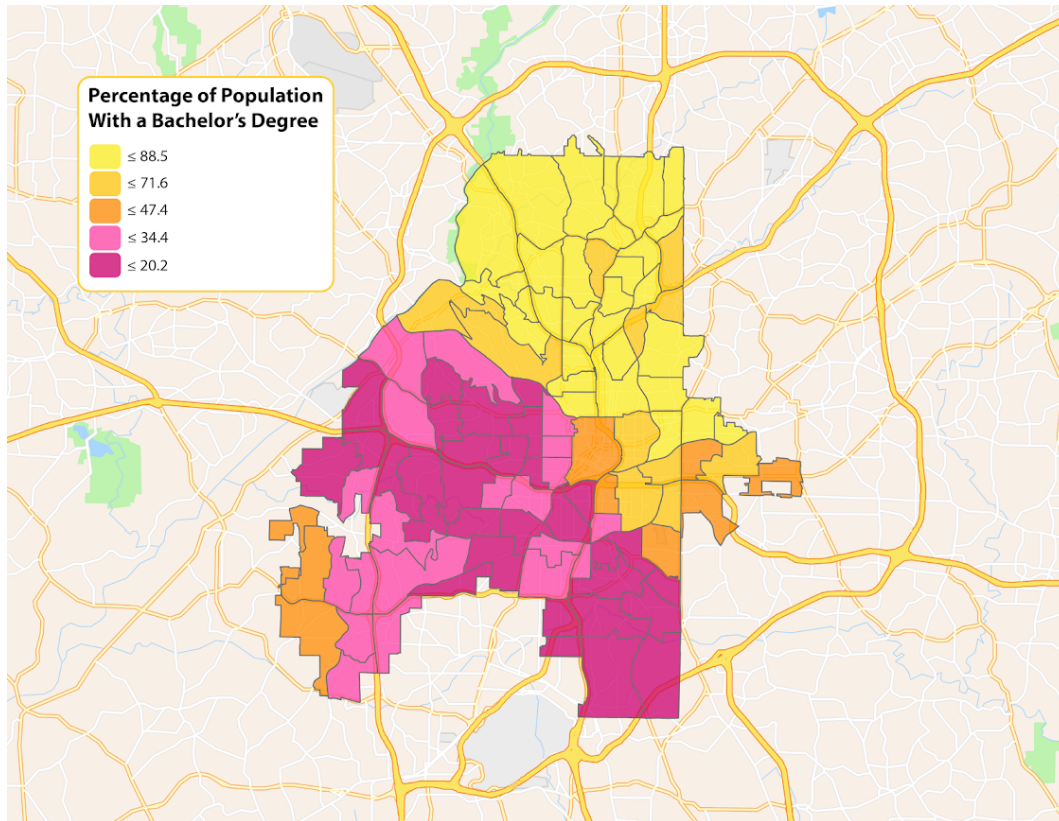 Percentage of Population
With a Bachelor’s Degree
≤ 88.5
≤ 71.6
≤ 47.4
≤ 34.4
≤ 20.2